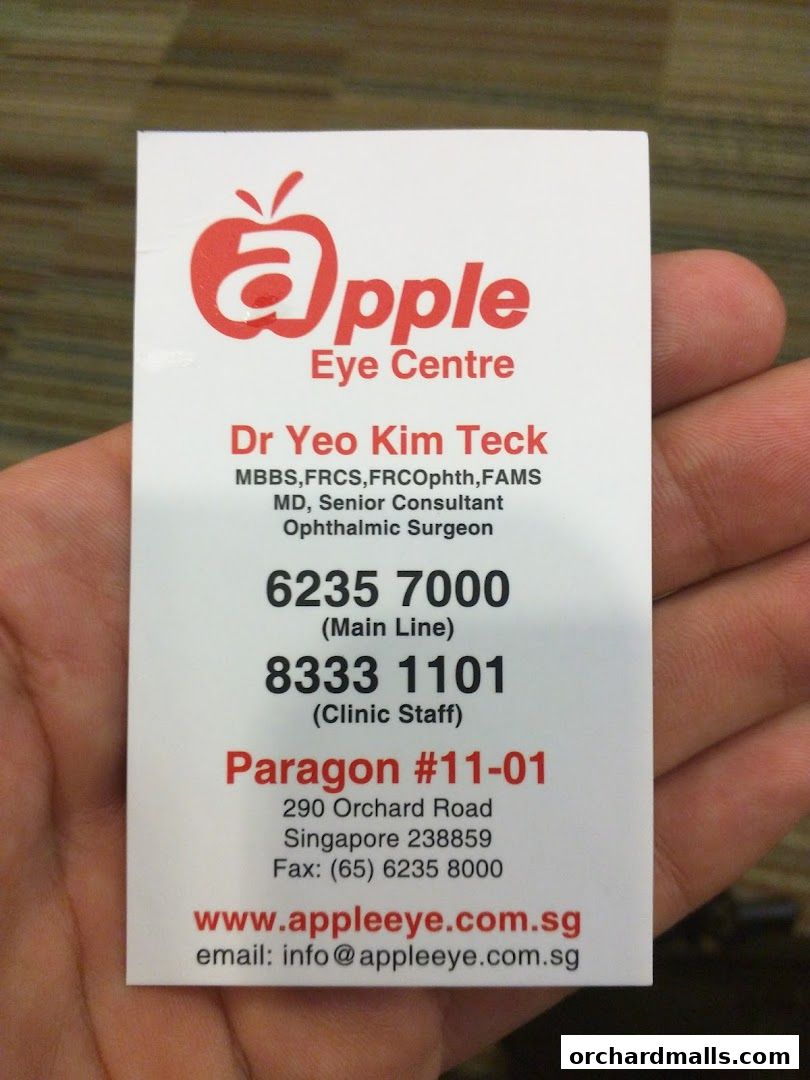 apple
Eye Centre
Dr Yeo Kim Teck
MBBS,FRCS,FRCOphth,FAMS
MD, Senior Consultant
Ophthalmic Surgeon
6235 7000
(Main Line)
8333 1101
(Clinic Staff)
Paragon #11-01
290 Orchard Road
Singapore 238859
Fax: (65) 6235 8000
www.appleeye.com.sg
email: info@appleeye.com.sg
orchardmalls.com